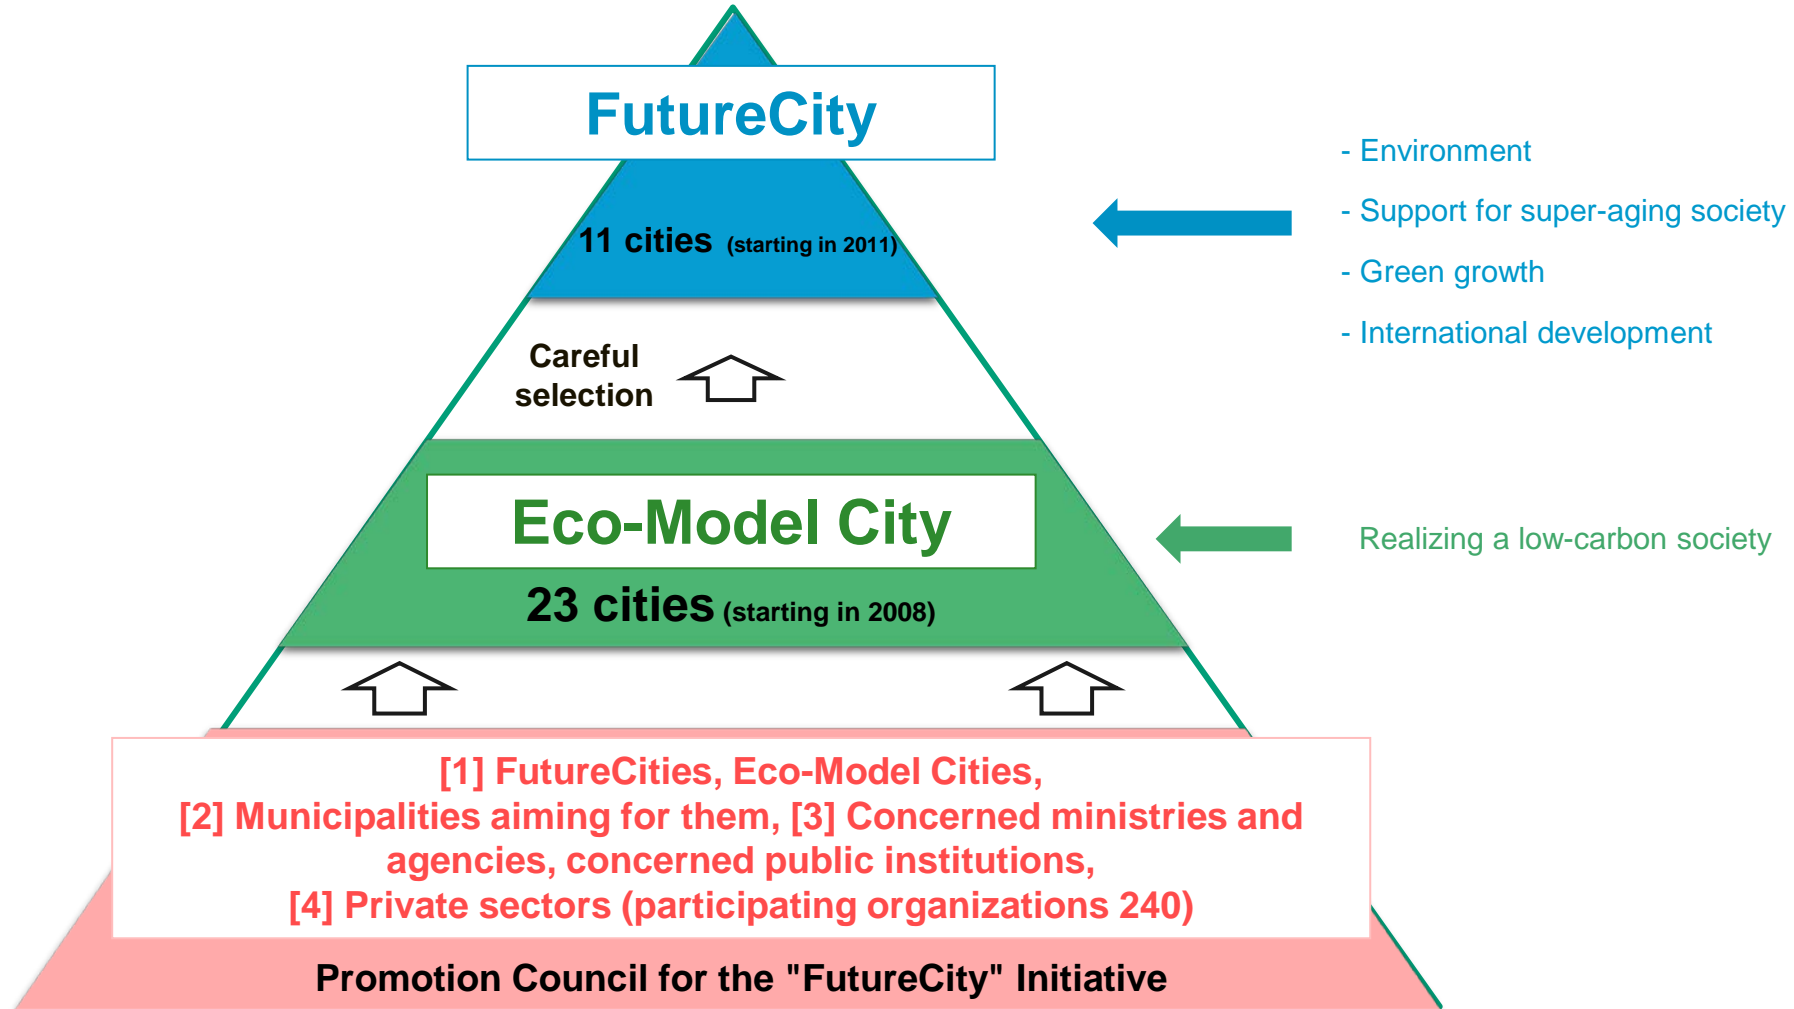 FutureCity
- Environment
- Support for super-aging society
11 cities (starting in 2011)
- Green growth
- International development
Careful
selection
Eco-Model City
Realizing a low-carbon society
23 cities (starting in 2008)
[1] FutureCities, Eco-Model Cities,
[2] Municipalities aiming for them, [3] Concerned ministries and
agencies, concerned public institutions,
[4] Private sectors (participating organizations 240)
Promotion Council for the "FutureCity" Initiative